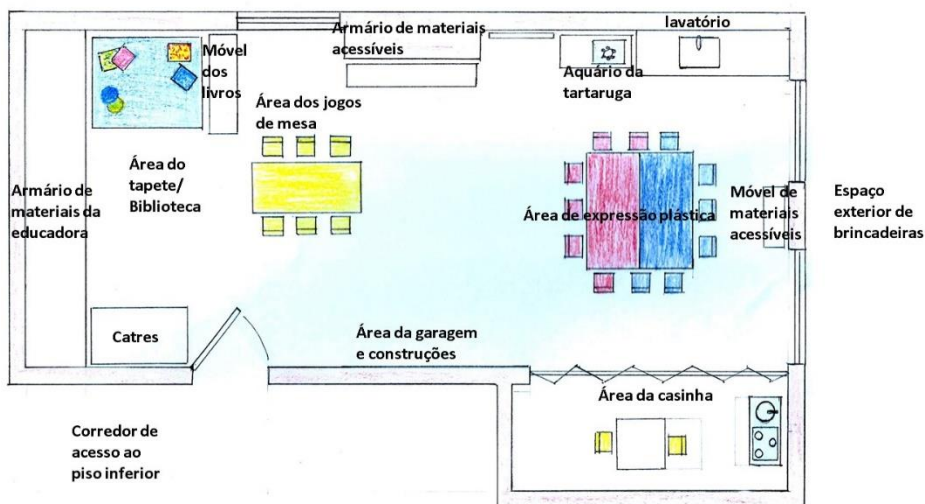 lavatório
Armário de materiais
acessíveis
Móvel
dos
livros
Aquário da
tartaruga
Área dos jogos
de mesa
Área do
tapete/
Biblioteca
Armário de
materiais da
educadora
Área de expressão plástica
Móvel de
materiais
acessíveis
Espaço
exterior de
brincadeiras
Catres
Área da garagem
e construções
Área da casinha
Corredor de
acesso ao
piso inferior